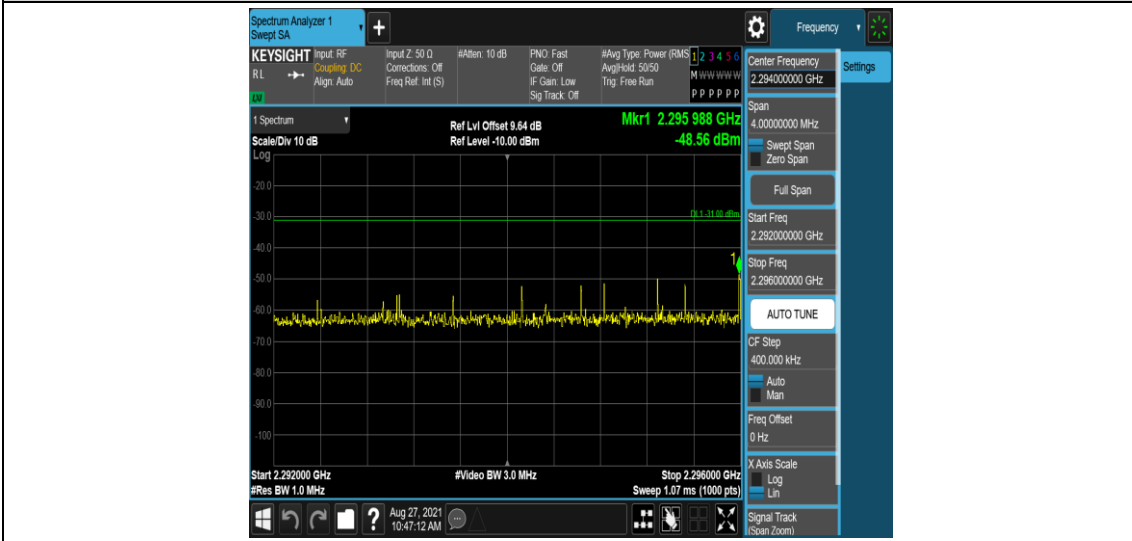 Spectrum Analyzer 1
Swept SA
Frequency
KEYSIGHT
RL
LM
Input: RF
Coupling: DC
Align: Auto
Input Z: 50 Ω
Corrections: Off
Freq Ref: Int (S)
#Atten: 10 dB
PNO: Fast
Gate: Off
IF Gain: Low
Sig Track: Off
#Avg Type: Power (RMS
Avg|Hold: 50/50
Trig: Free Run
1 2 3 4 5 6
M W W W W W
P P P P P P
1 Spectrum
Scale/Div 10 dB
Log
Ref Lvl Offset 9.64 dB
Ref Level -10.00 dBm
Mkr1 2.295 988 GHz
-48.56 dBm
-20.0
-30.0
DL1 -31.00 dBm
-40.0
1
-50.0
-60.0
-70.0
-80.0
-90.0
-100
Start 2.292000 GHz
#Res BW 1.0 MHz
#Video BW 3.0 MHz
Stop 2.296000 GHz
Sweep 1.07 ms (1000 pts)
?
Aug 27, 2021
10:47:12 AM
Center Frequency
2.294000000 GHz
Settings
Span
4.00000000 MHz
Swept Span
Zero Span
Full Span
Start Freq
2.292000000 GHz
Stop Freq
2.296000000 GHz
AUTO TUNE
CF Step
400.000 kHz
Auto
Man
Freq Offset
0 Hz
X Axis Scale
Log
Lin
Signal Track
(Span Zoom)